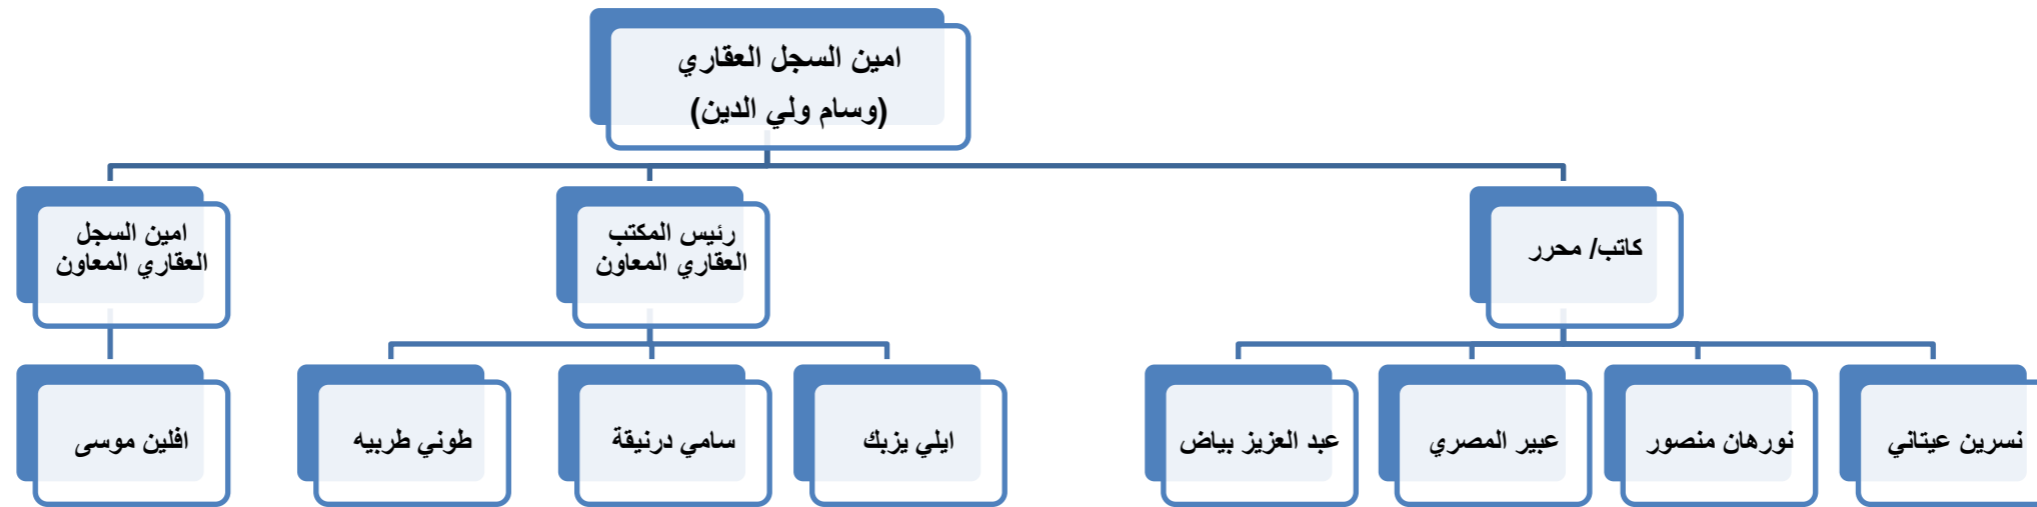 امين السجل العقاري
(وسام ولي الدين)
كاتب/ محرر
رئيس المكتب
العقاري المعاون
امين السجل
العقاري المعاون
نسرين عيتاني
نورهان منصور
عبير المصري
عبد العزيز بياض
ايلي يزبك
سامي درنيقة
طوني طربيه
افلين موسى